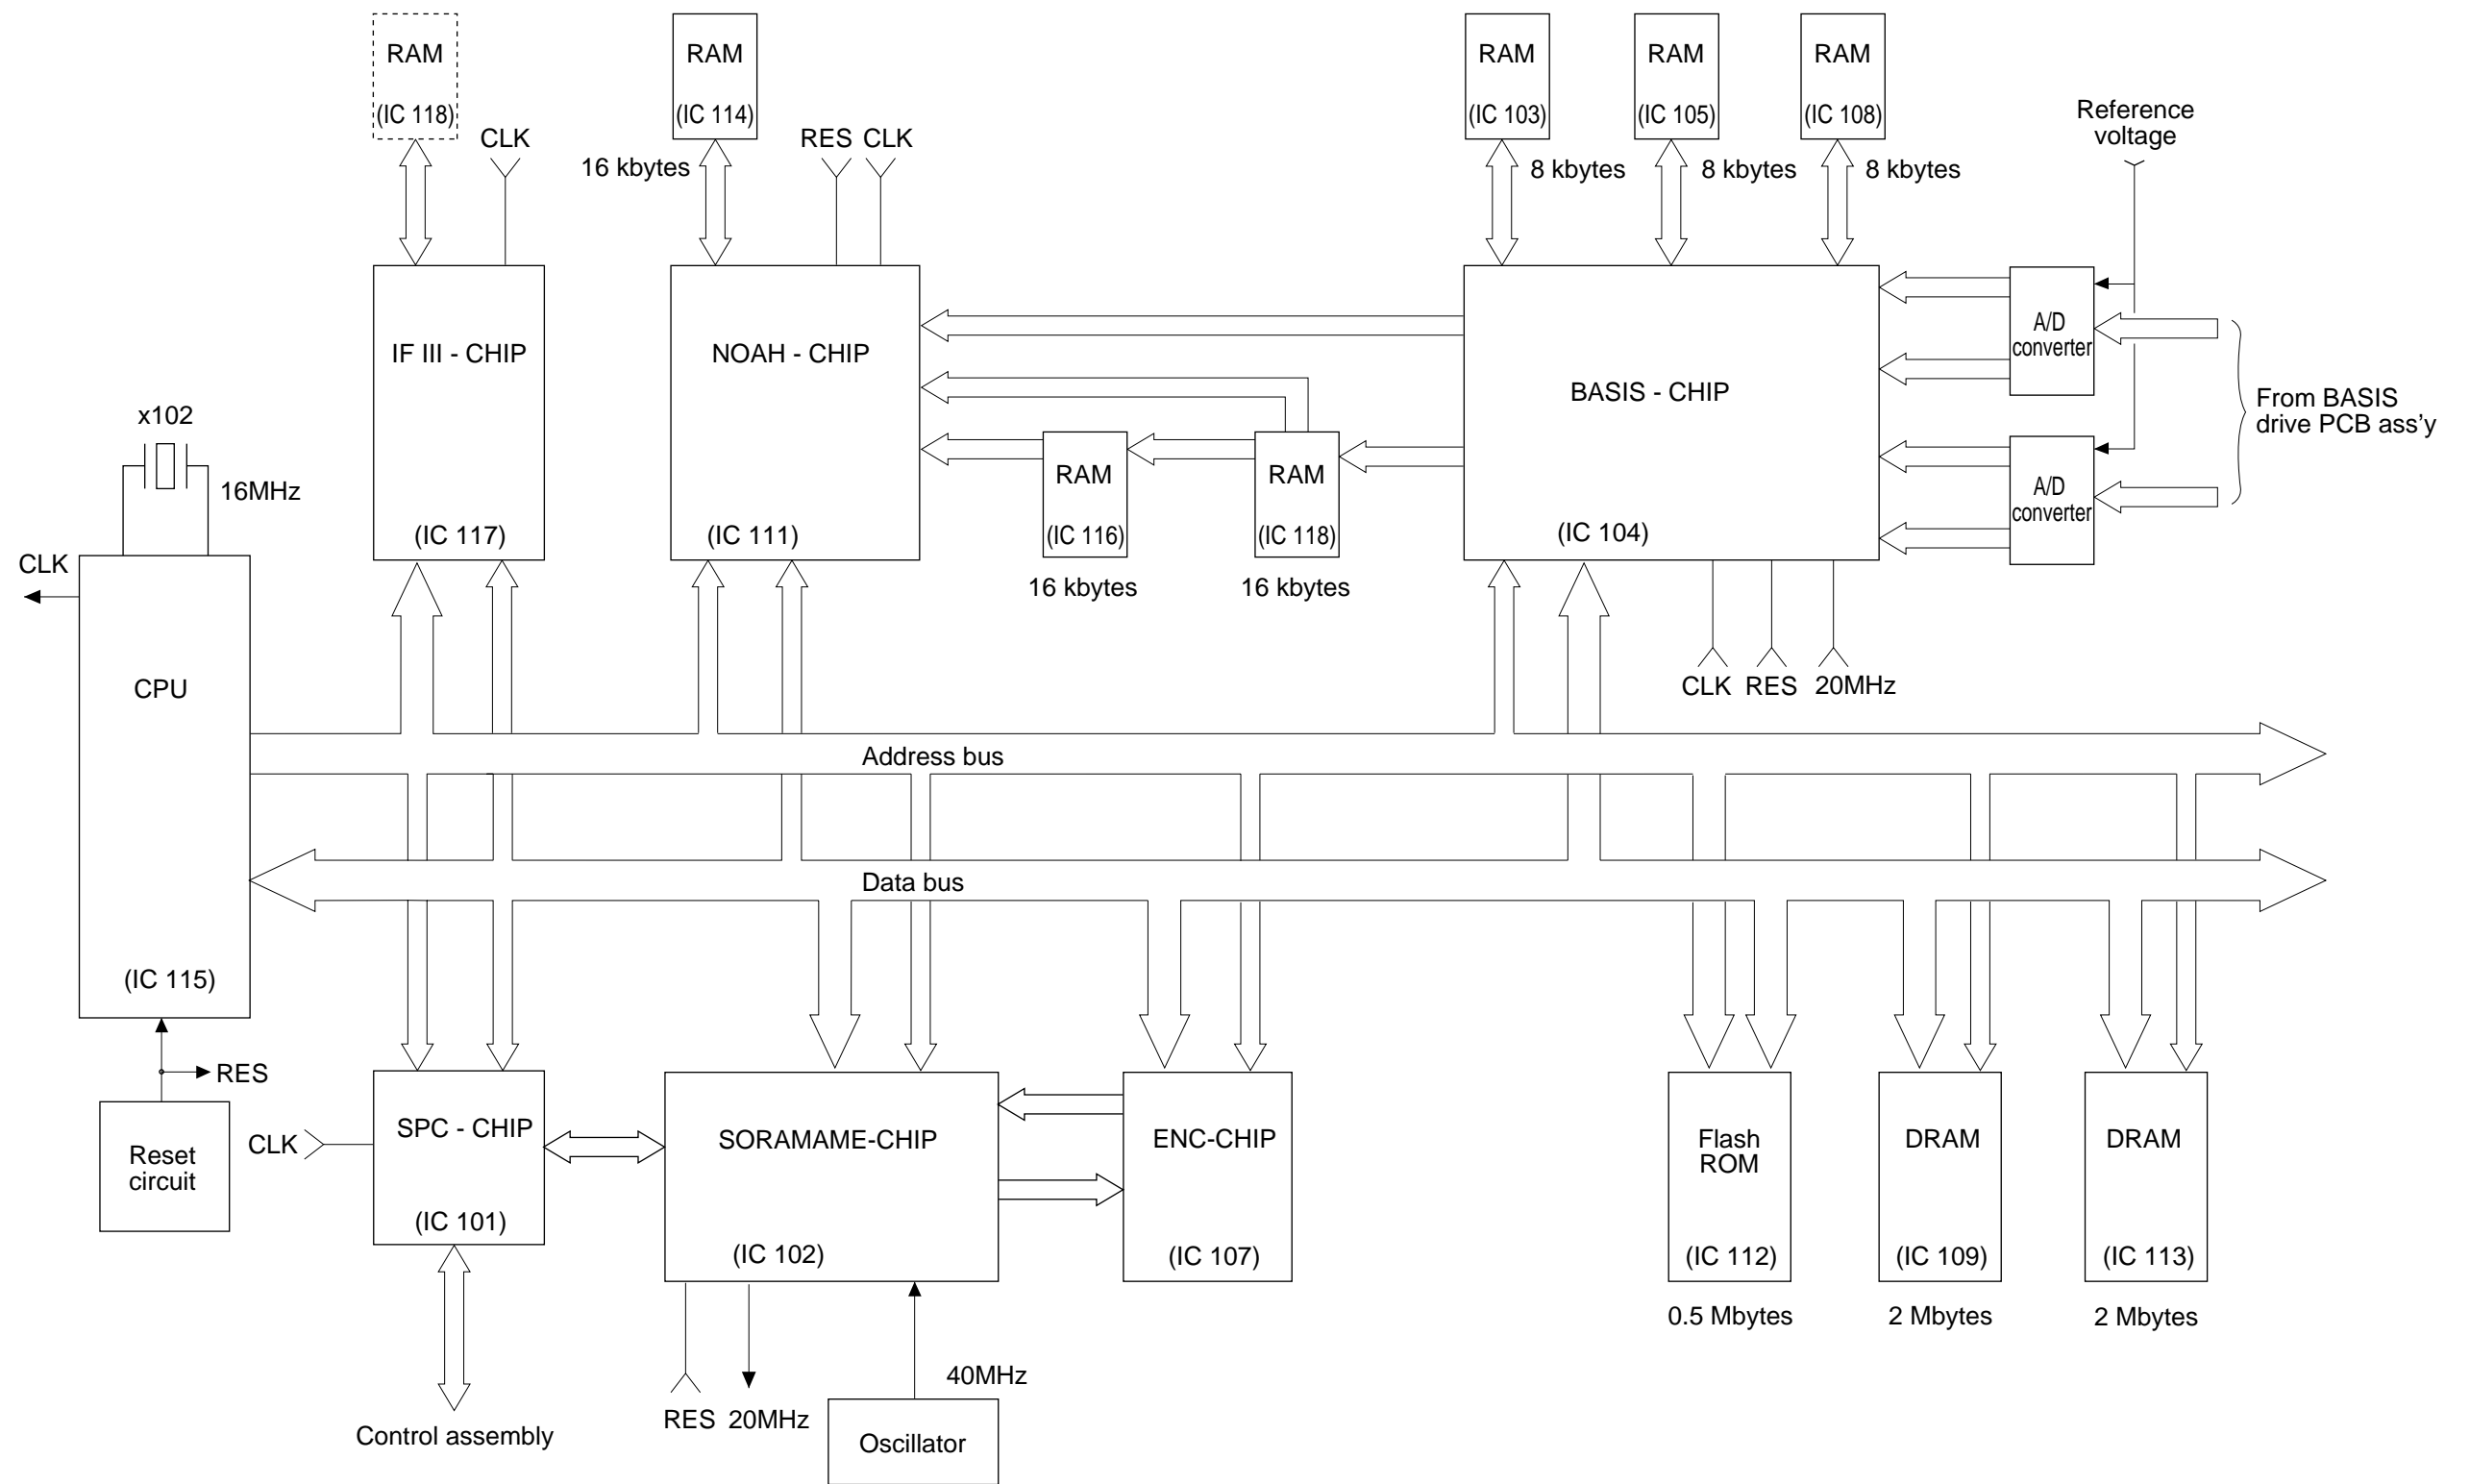 RAM
(IC 118)
CLK
RAM
(IC 114)
16 kbytes
RES
CLK
RAM
(IC 103)
8 kbytes
RAM
(IC 105)
8 kbytes
RAM
(IC 108)
8 kbytes
Reference
voltage
IF III - CHIP
(IC 117)
NOAH - CHIP
(IC 111)
RAM
(IC 116)
16 kbytes
RAM
(IC 118)
16 kbytes
BASIS - CHIP
(IC 104)
A/D
converter
A/D
converter
From BASIS
drive PCB ass’y
x102
16MHz
CLK
CPU
(IC 115)
CLK
RES
20MHz
Address bus
Data bus
RES
Reset
circuit
CLK
SPC - CHIP
(IC 101)
Control assembly
SORAMAME-CHIP
(IC 102)
RES
20MHz
40MHz
Oscillator
ENC-CHIP
(IC 107)
Flash
ROM
(IC 112)
0.5 Mbytes
DRAM
(IC 109)
2 Mbytes
DRAM
(IC 113)
2 Mbytes